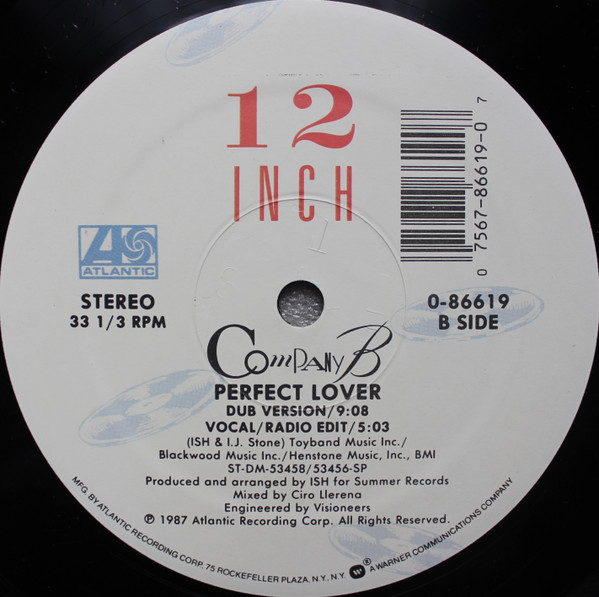 12
INCH
0 7567-86619-0 7
ATLANTIC
STEREO
33 1/3 RPM
0-86619
B SIDE
Company B
PERFECT LOVER
DUB VERSION/9:08
VOCAL/RADIO EDIT/5:03
(ISH & I.J. Stone) Toyband Music Inc./
Blackwood Music Inc./Henstone Music, Inc., BMI
ST-DM-53458/53456-SP
Produced and arranged by ISH for Summer Records
Mixed by Ciro Llerena
Engineered by Visioneers
℗ 1987 Atlantic Recording Corp. All Rights Reserved.
MFG. BY ATLANTIC RECORDING CORP. 75 ROCKEFELLER PLAZA, N.Y., N.Y. ® A WARNER COMMUNICATIONS COMPANY